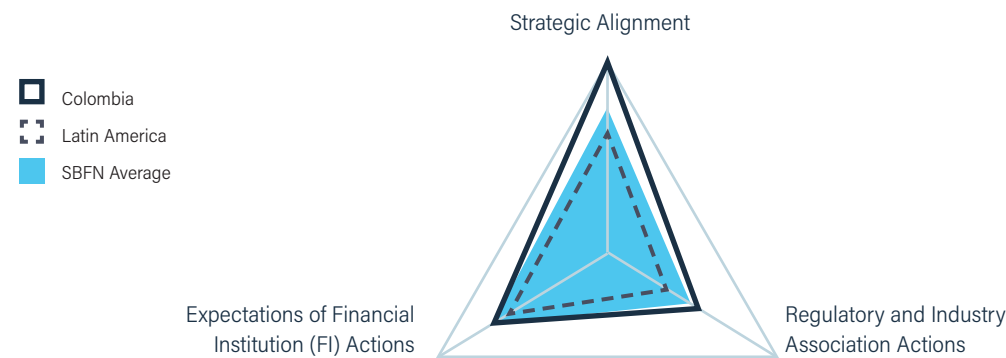 Strategic Alignment
Colombia
Latin America
SBFN Average
Expectations of Financial
Institution (FI) Actions
Regulatory and Industry
Association Actions